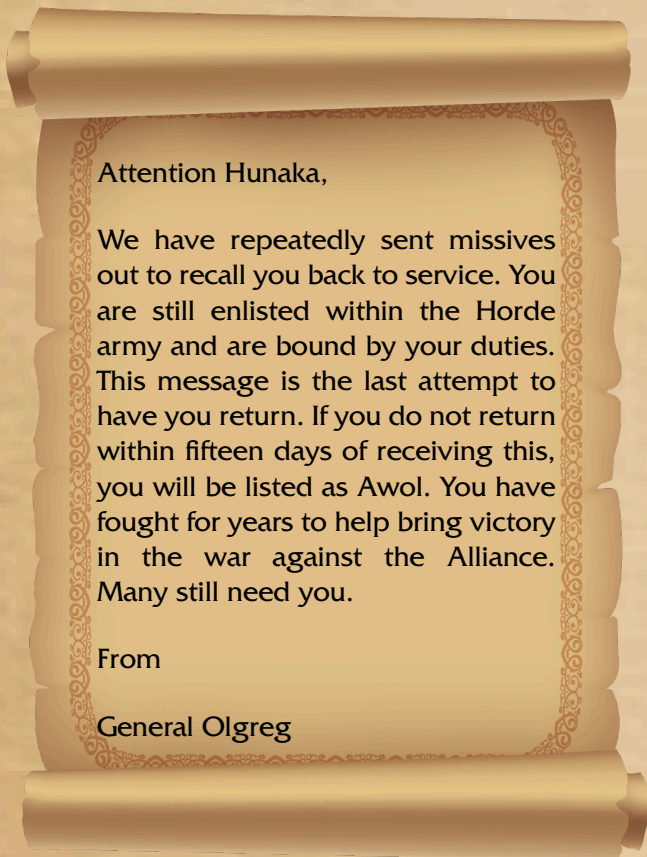 Attention Hunaka,
We have repeatedly sent missives
out to recall you back to service. You
are still enlisted within the Horde
army and are bound by your duties.
This message is the last attempt to
have you return. If you do not return
within fifteen days of receiving this,
you will be listed as Awol. You have
fought for years to help bring victory
in the war against the Alliance.
Many still need you.
From
General Olgreg